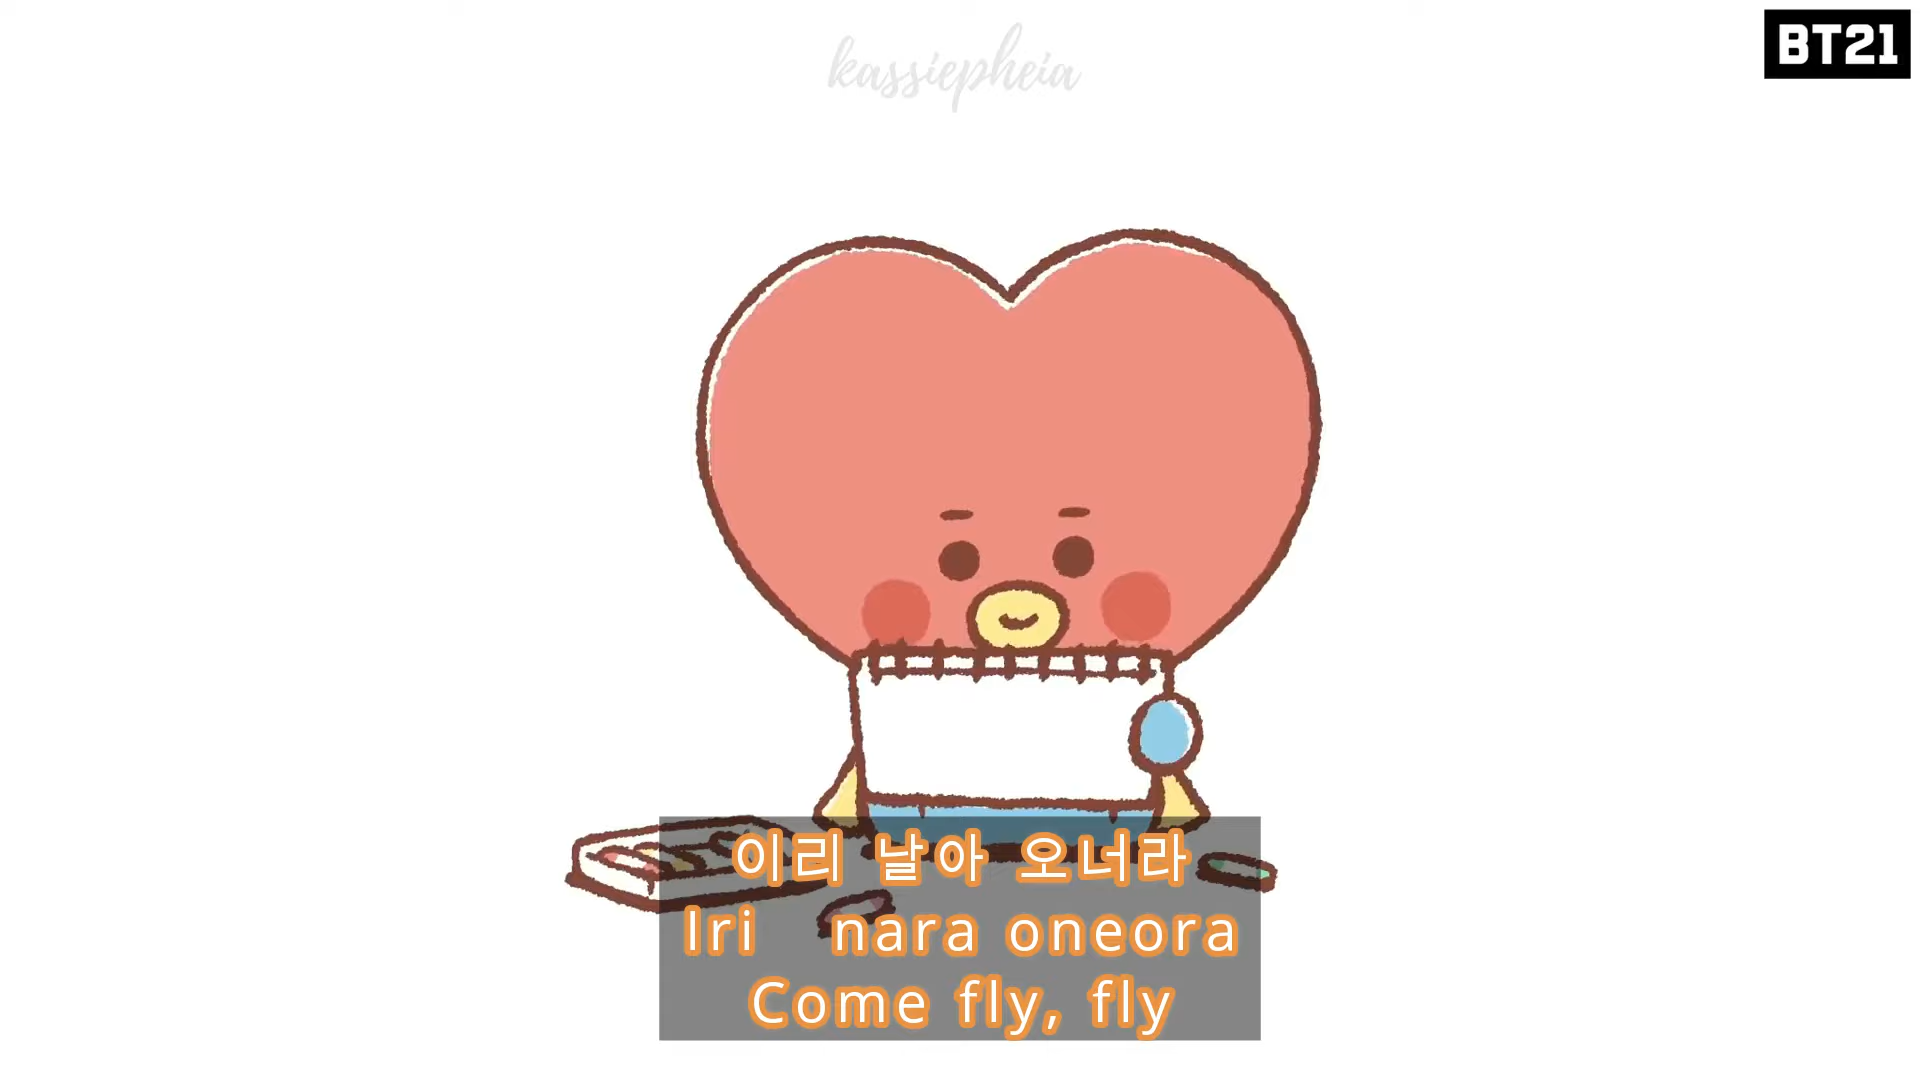 kassiepheia
BT21
이리 날아 오너라
Iri nara oneora
Come fly, fly